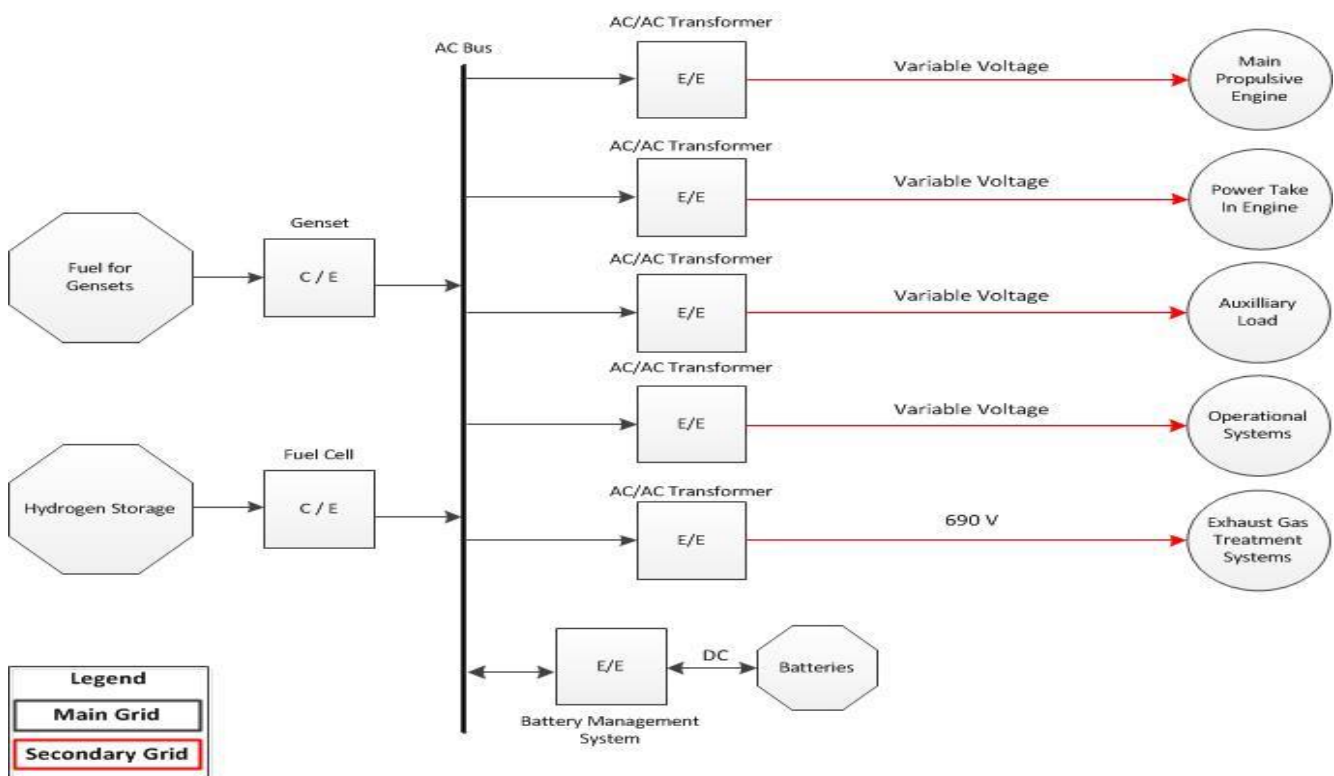 AC/AC Transformer
AC Bus
E/E
Variable Voltage
Main
Propulsive
Engine
AC/AC Transformer
E/E
Variable Voltage
Power Take
In Engine
Genset
Fuel for
Gensets
C / E
AC/AC Transformer
E/E
Variable Voltage
Auxilliary
Load
AC/AC Transformer
E/E
Variable Voltage
Operational
Systems
Fuel Cell
Hydrogen Storage
C / E
AC/AC Transformer
E/E
690 V
Exhaust Gas
Treatment
Systems
E/E
DC
Batteries
Battery Management
System
Legend
Main Grid
Secondary Grid